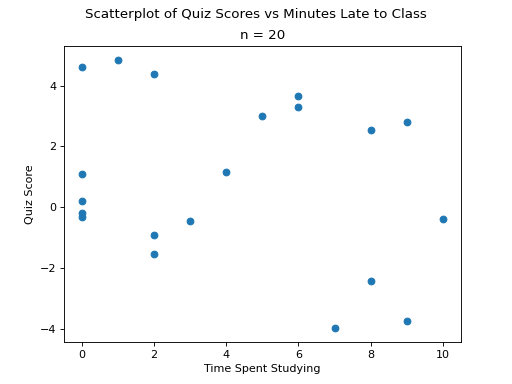 Scatterplot of Quiz Scores vs Minutes Late to Class
n = 20
4
2
0
−2
−4
Quiz Score
0 2 4 6 8 10
Time Spent Studying